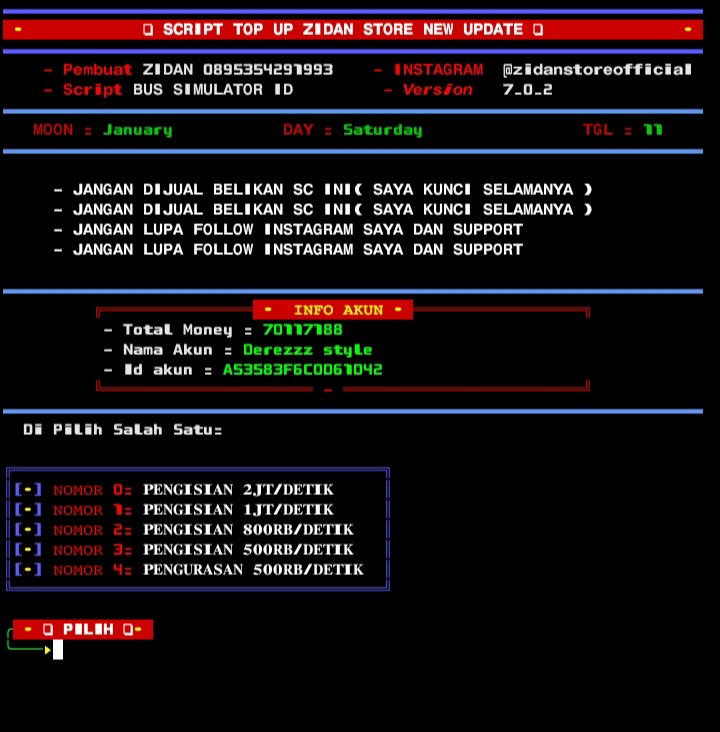 - ❏ SCRIPT TOP UP ZIDAN STORE NEW UPDATE ❏ -
- Pembuat ZIDAN 0895354291993 - INSTAGRAM @zidanstoreofficial
- Script BUS SIMULATOR ID - Version 7_0_2
MOON = January DAY = Saturday TGL = 11
- JANGAN DIJUAL BELIKAN SC INI( SAYA KUNCI SELAMANYA )
- JANGAN DIJUAL BELIKAN SC INI( SAYA KUNCI SELAMANYA )
- JANGAN LUPA FOLLOW INSTAGRAM SAYA DAN SUPPORT
- JANGAN LUPA FOLLOW INSTAGRAM SAYA DAN SUPPORT
- INFO AKUN -
- Total Money = 70117188
- Nama Akun = Derezzz style
- Id akun = A53583F6C0D61D42
Di Pilih Salah Satu=
[-] NOMOR 0= PENGISIAN 2JT/DETIK
[-] NOMOR 1= PENGISIAN 1JT/DETIK
[-] NOMOR 2= PENGISIAN 800RB/DETIK
[-] NOMOR 3= PENGISIAN 500RB/DETIK
[-] NOMOR 4= PENGURASAN 500RB/DETIK
- ❏ PILIH ❏-